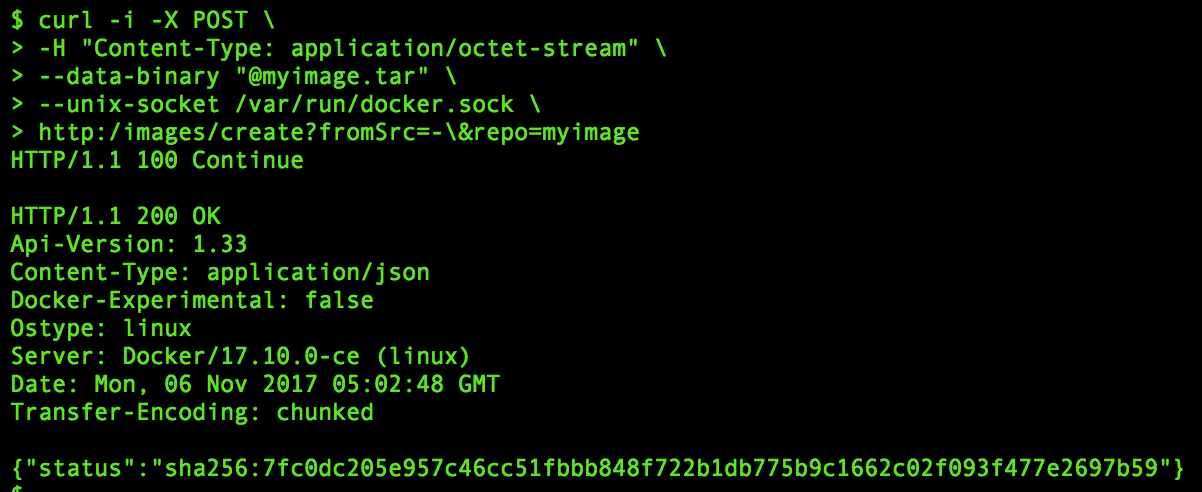 $ curl -i -X POST \
> -H "Content-Type: application/octet-stream" \
> --data-binary "@myimage.tar" \
> --unix-socket /var/run/docker.sock \
> http:/images/create?fromSrc=-\&repo=myimage
HTTP/1.1 100 Continue
HTTP/1.1 200 OK
Api-Version: 1.33
Content-Type: application/json
Docker-Experimental: false
Ostype: linux
Server: Docker/17.10.0-ce (linux)
Date: Mon, 06 Nov 2017 05:02:48 GMT
Transfer-Encoding: chunked
{"status":"sha256:7fc0dc205e957c46cc51fbbb848f722b1db775b9c1662c02f093f477e2697b59"}
$